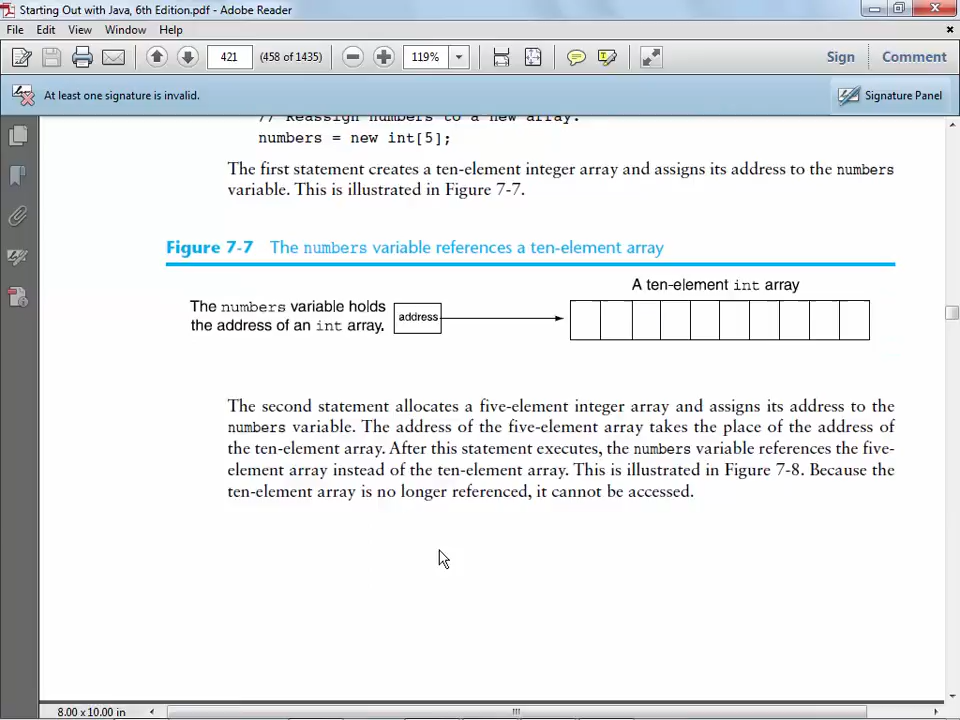 Starting Out with Java, 6th Edition.pdf - Adobe Reader
File Edit View Window Help
421 (458 of 1435) 119% Sign Comment
At least one signature is invalid. Signature Panel
// Reassign numbers to a new array.
numbers = new int[5];
The first statement creates a ten-element integer array and assigns its address to the numbers
variable. This is illustrated in Figure 7-7.
Figure 7-7 The numbers variable references a ten-element array
A ten-element int array
The numbers variable holds
the address of an int array.
address
The second statement allocates a five-element integer array and assigns its address to the
numbers variable. The address of the five-element array takes the place of the address of
the ten-element array. After this statement executes, the numbers variable references the five-
element array instead of the ten-element array. This is illustrated in Figure 7-8. Because the
ten-element array is no longer referenced, it cannot be accessed.
8.00 x 10.00 in